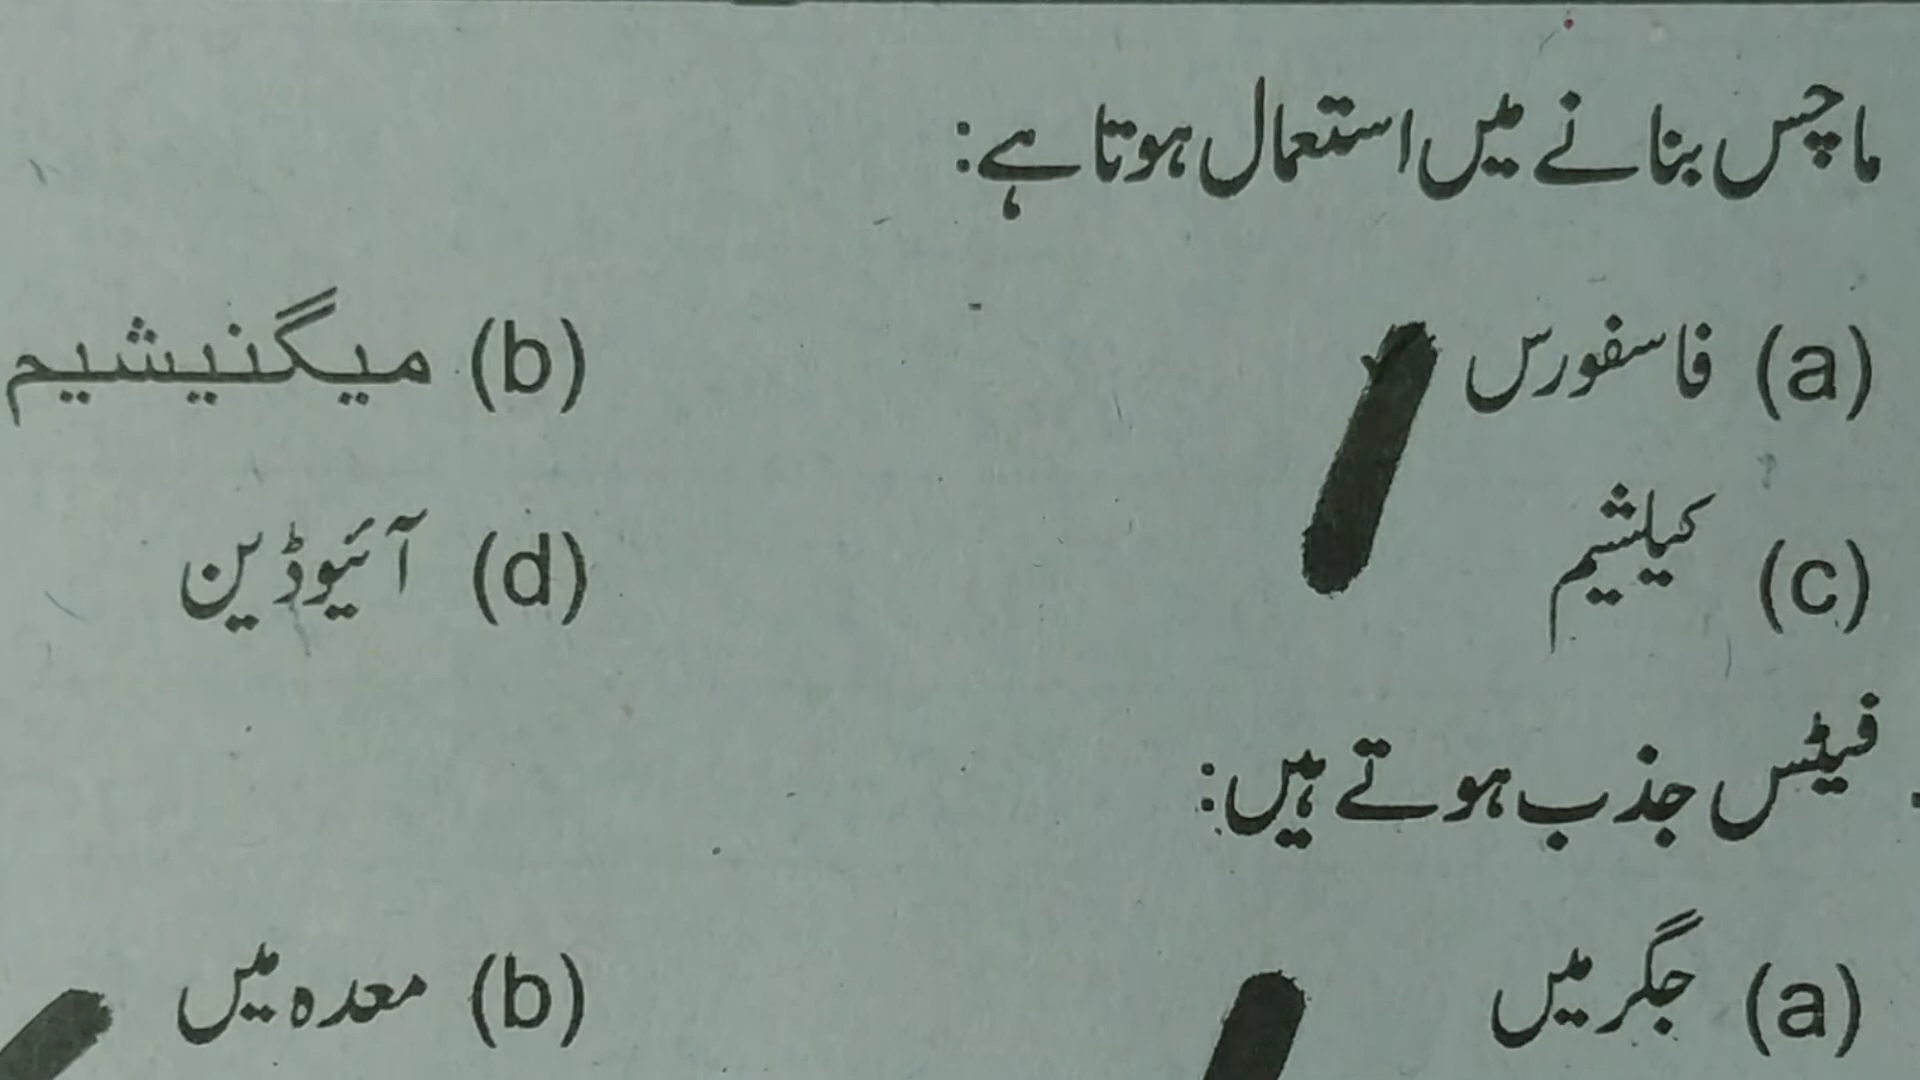 ماچس بنانے میں استعمال ہوتا ہے:
(a) فاسفورس (b) میگنیشیم
(c) کیلشیم (d) آئیوڈین
فیٹس جذب ہوتے ہیں:
(a) جگر میں (b) معدہ میں